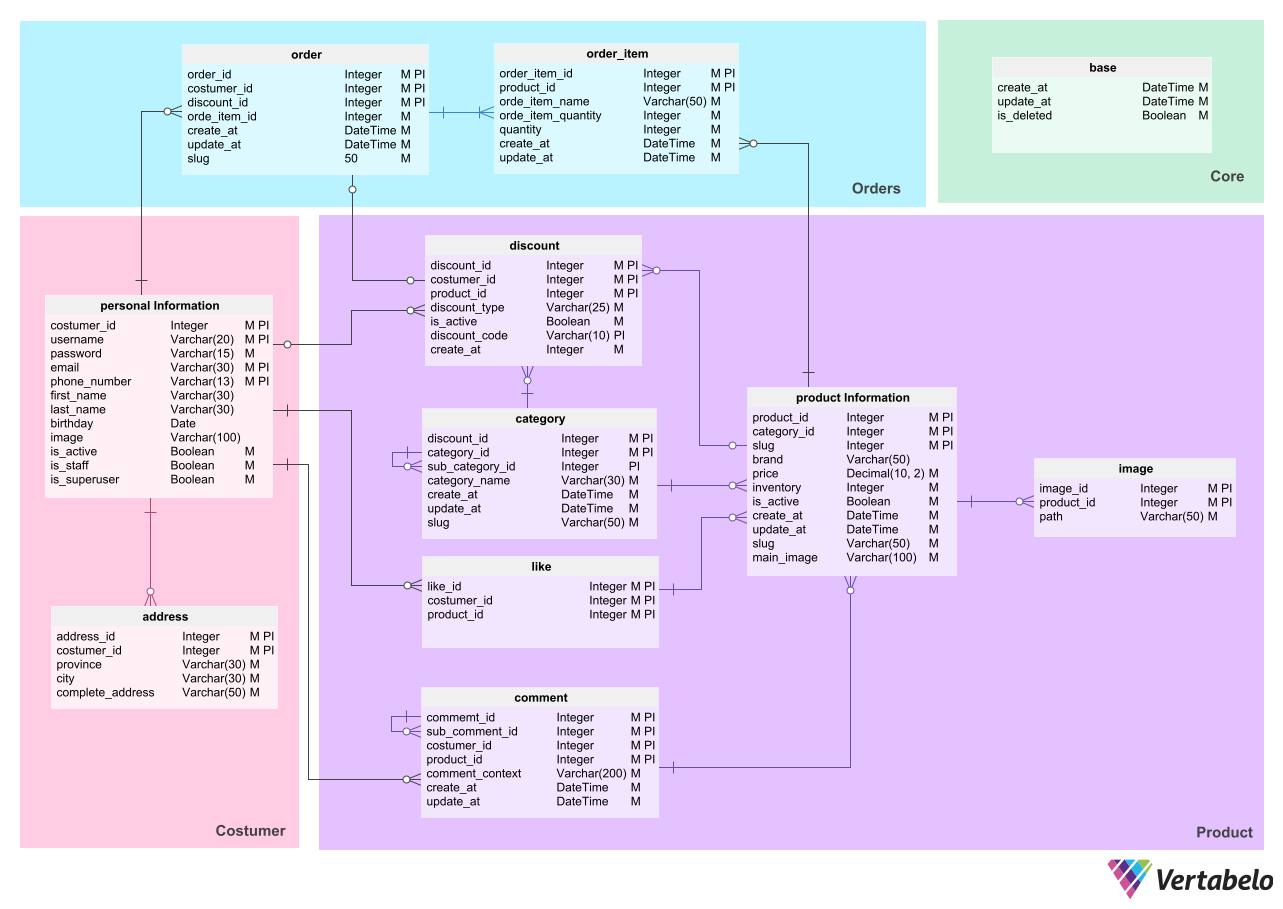 order
order_id Integer M PI
costumer_id Integer M PI
discount_id Integer M PI
orde_item_id Integer M
create_at DateTime M
update_at DateTime M
slug 50 M
order_item
order_item_id Integer M PI
product_id Integer M PI
orde_item_name Varchar(50) M
orde_item_quantity Integer M
quantity Integer M
create_at DateTime M
update_at DateTime M
Orders
base
create_at DateTime M
update_at DateTime M
is_deleted Boolean M
Core
personal Information
costumer_id Integer M PI
username Varchar(20) M PI
password Varchar(15) M
email Varchar(30) M PI
phone_number Varchar(13) M PI
first_name Varchar(30)
last_name Varchar(30)
birthday Date
image Varchar(100)
is_active Boolean M
is_staff Boolean M
is_superuser Boolean M
address
address_id Integer M PI
costumer_id Integer M PI
province Varchar(30) M
city Varchar(30) M
complete_address Varchar(50) M
Costumer
discount
discount_id Integer M PI
costumer_id Integer M PI
product_id Integer M PI
discount_type Varchar(25) M
is_active Boolean M
discount_code Varchar(10) PI
create_at Integer M
category
discount_id Integer M PI
category_id Integer M PI
sub_category_id Integer PI
category_name Varchar(30) M
create_at DateTime M
update_at DateTime M
slug Varchar(50) M
like
like_id Integer M PI
costumer_id Integer M PI
product_id Integer M PI
comment
commemt_id Integer M PI
sub_comment_id Integer M PI
costumer_id Integer M PI
product_id Integer M PI
comment_context Varchar(200) M
create_at DateTime M
update_at DateTime M
product Information
product_id Integer M PI
category_id Integer M PI
slug Integer M PI
brand Varchar(50)
price Decimal(10, 2) M
inventory Integer M
is_active Boolean M
create_at DateTime M
update_at DateTime M
slug Varchar(50) M
main_image Varchar(100) M
image
image_id Integer M PI
product_id Integer M PI
path Varchar(50) M
Product
Vertabelo